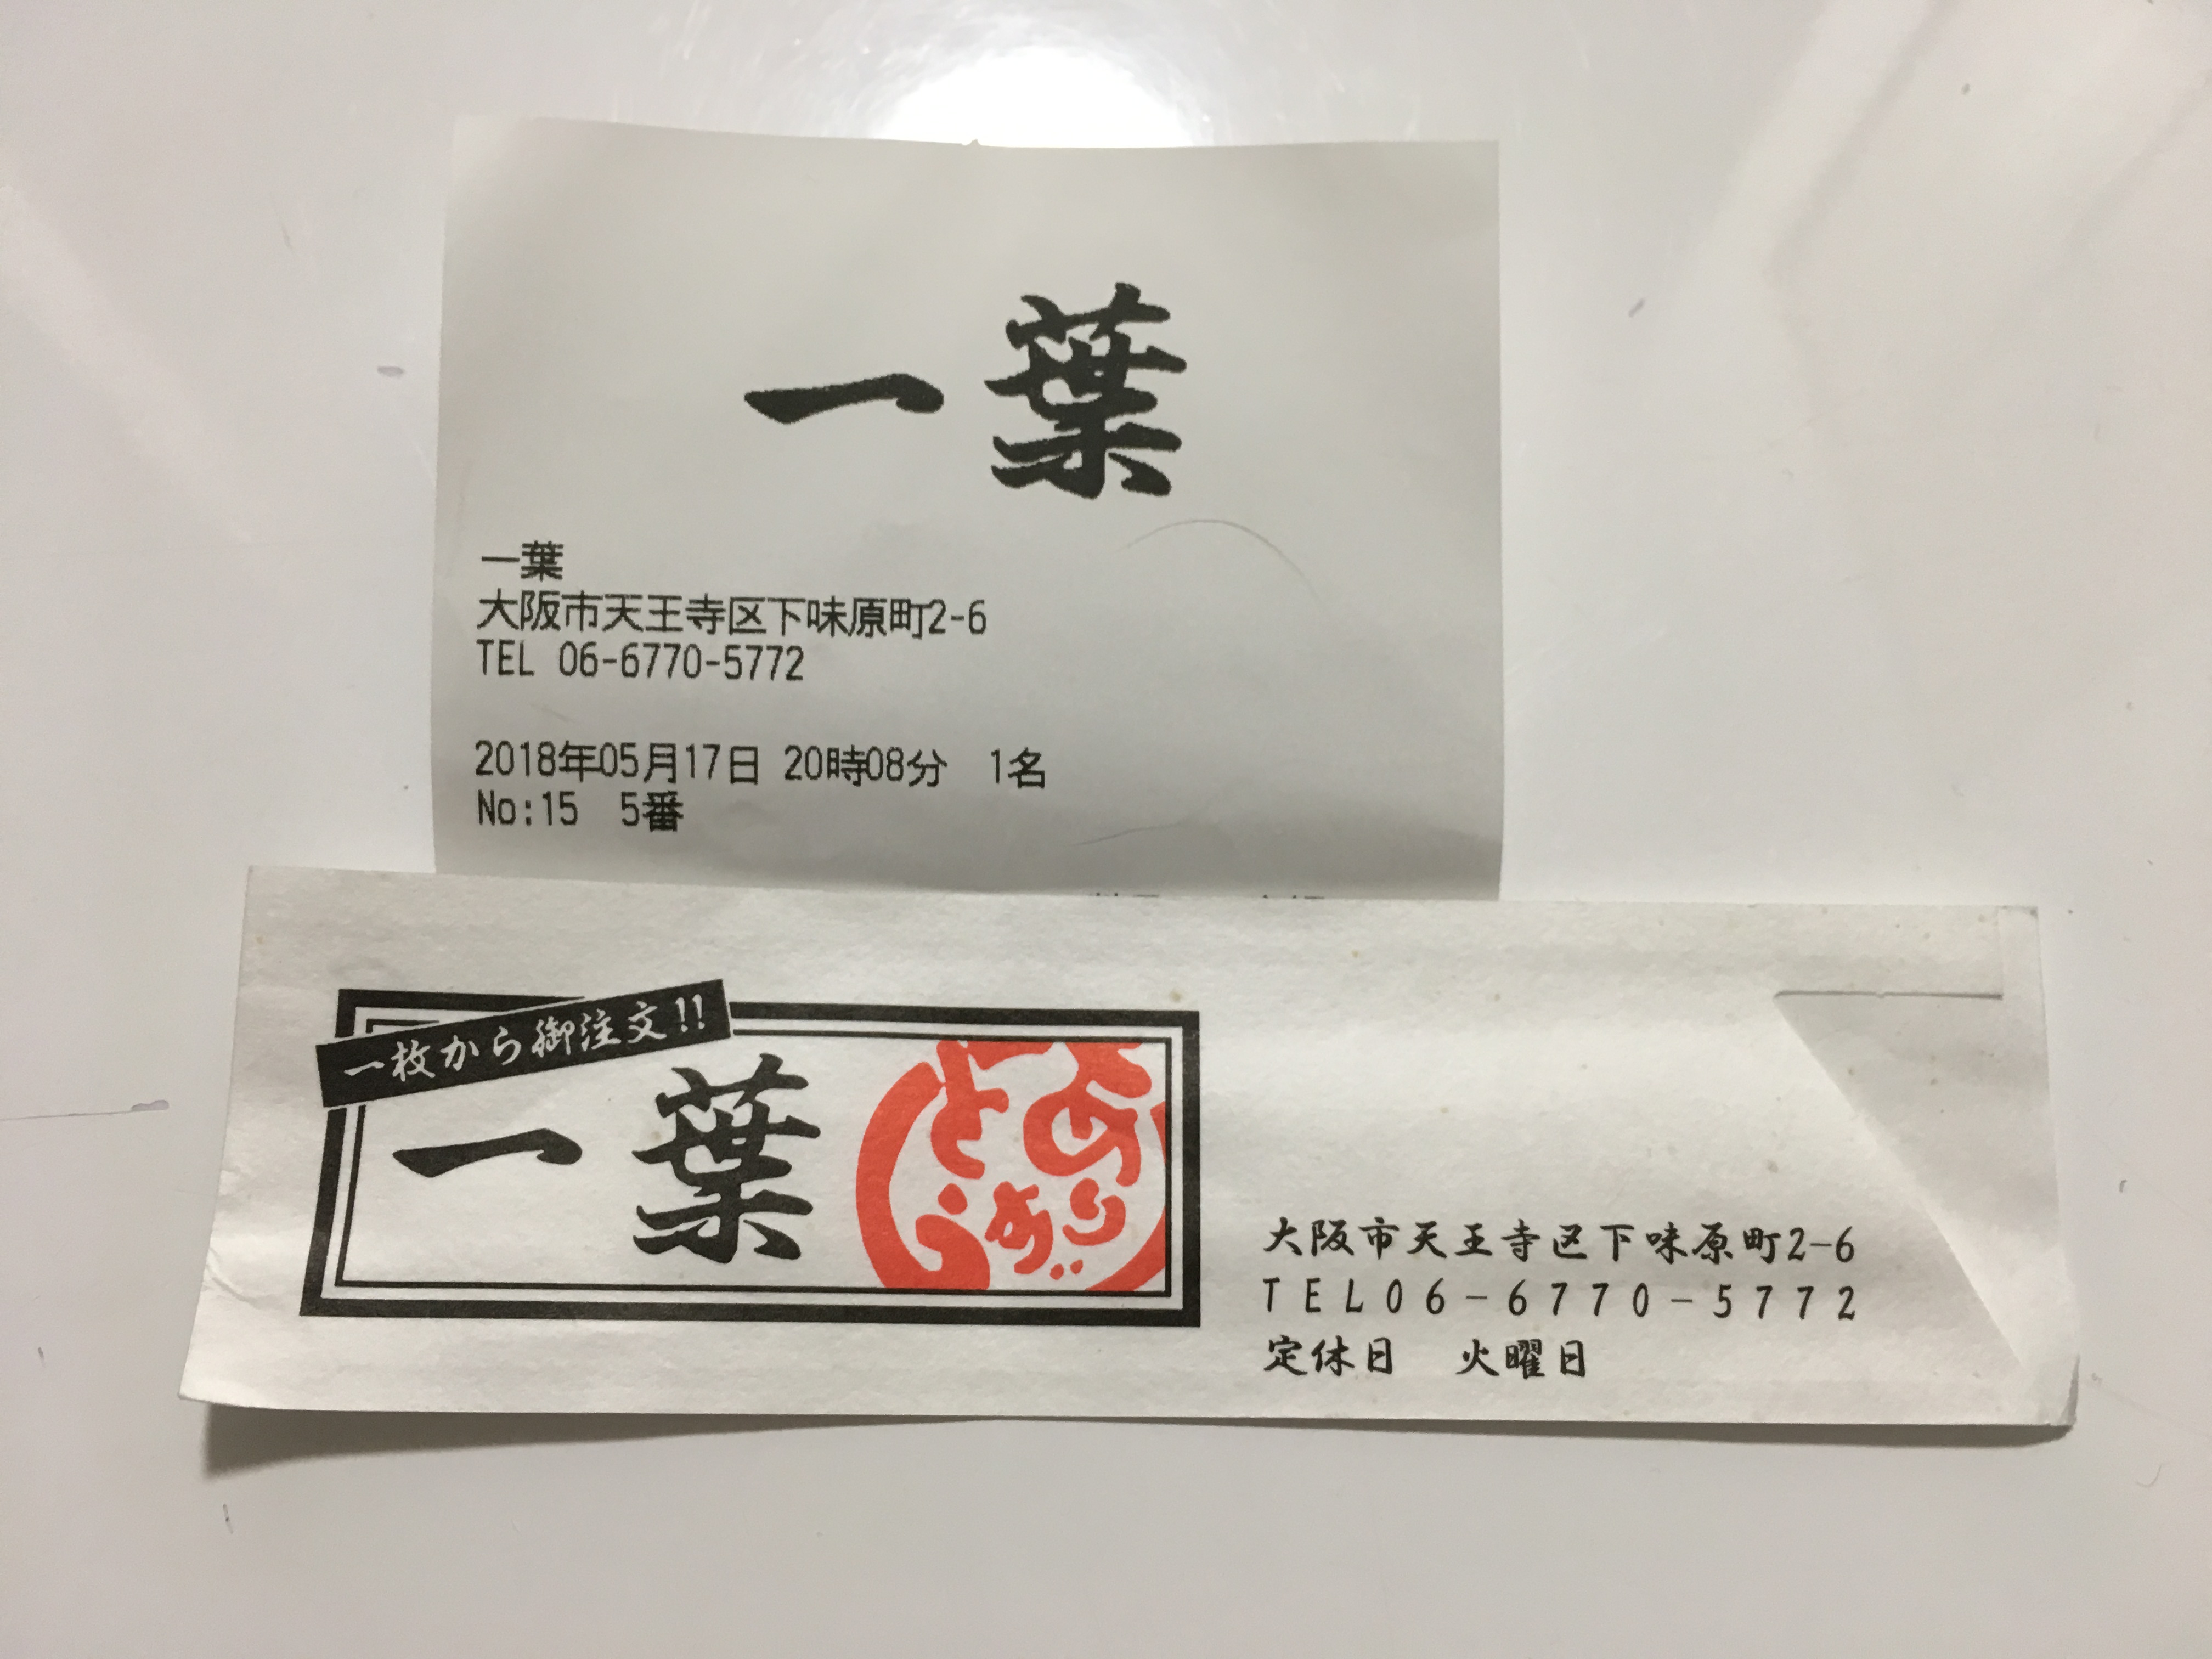 一葉
一葉
大阪市天王寺区下味原町2-6
TEL 06-6770-5772
2018年05月17日 20時08分 1名
No:15 5番
一枚から御注文!!
一葉
ありがとう
大阪市天王寺区下味原町2-6
TEL06-6770-5772
定休日 火曜日